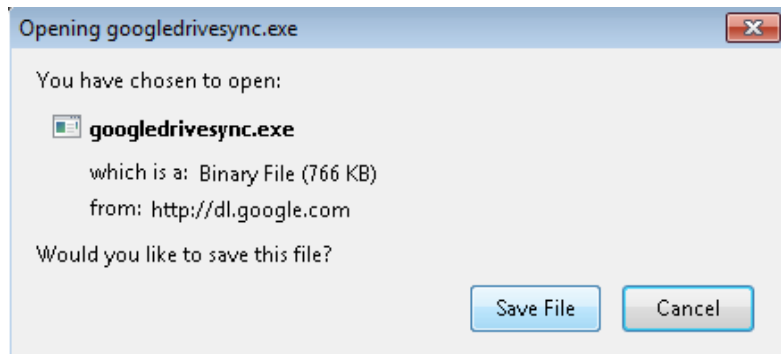 Opening googledrivesync.exe
You have chosen to open:
googledrivesync.exe
which is a: Binary File (766 KB)
from: http://dl.google.com
Would you like to save this file?
Save File Cancel